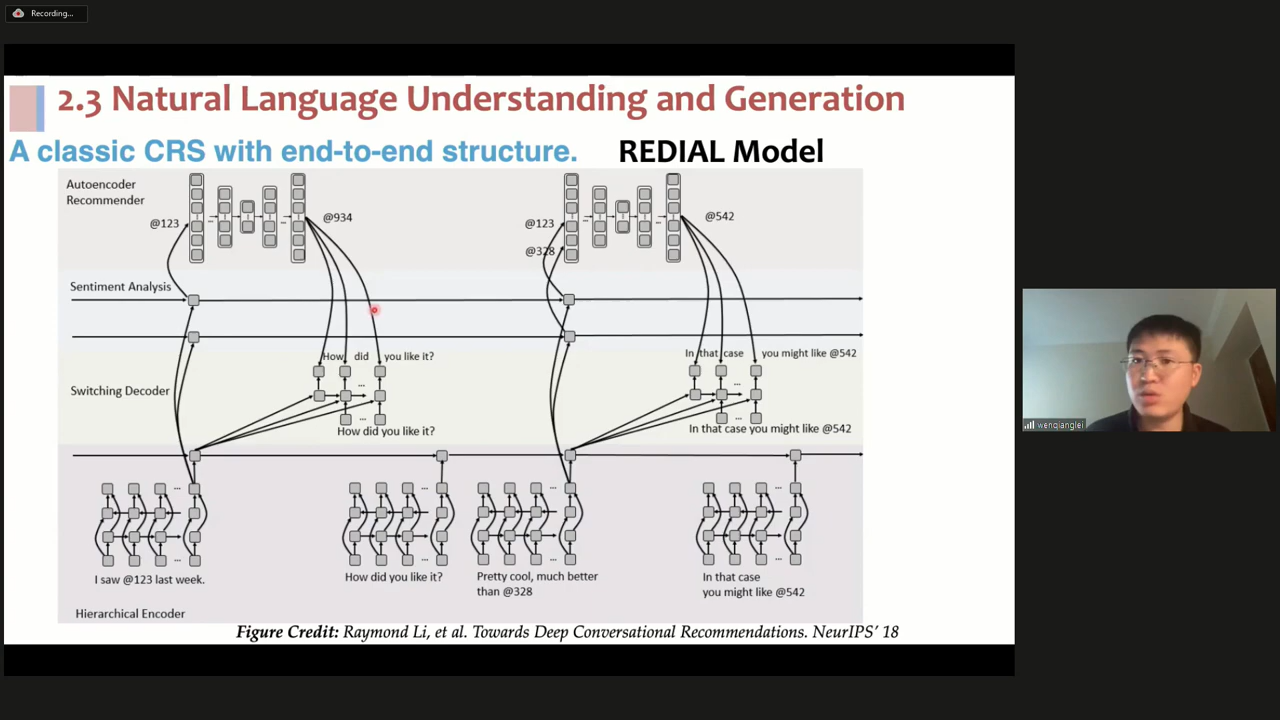 Recording...
2.3 Natural Language Understanding and Generation
A classic CRS with end-to-end structure. REDIAL Model
Autoencoder
Recommender
@123
@934
@123
@328
@542
Sentiment Analysis
How did you like it?
In that case you might like @542
Switching Decoder
How did you like it?
In that case you might like @542
I saw @123 last week.
How did you like it?
Pretty cool, much better
than @328
In that case
you might like @542
Hierarchical Encoder
Figure Credit: Raymond Li, et al. Towards Deep Conversational Recommendations. NeurIPS' 18
wenqianglei